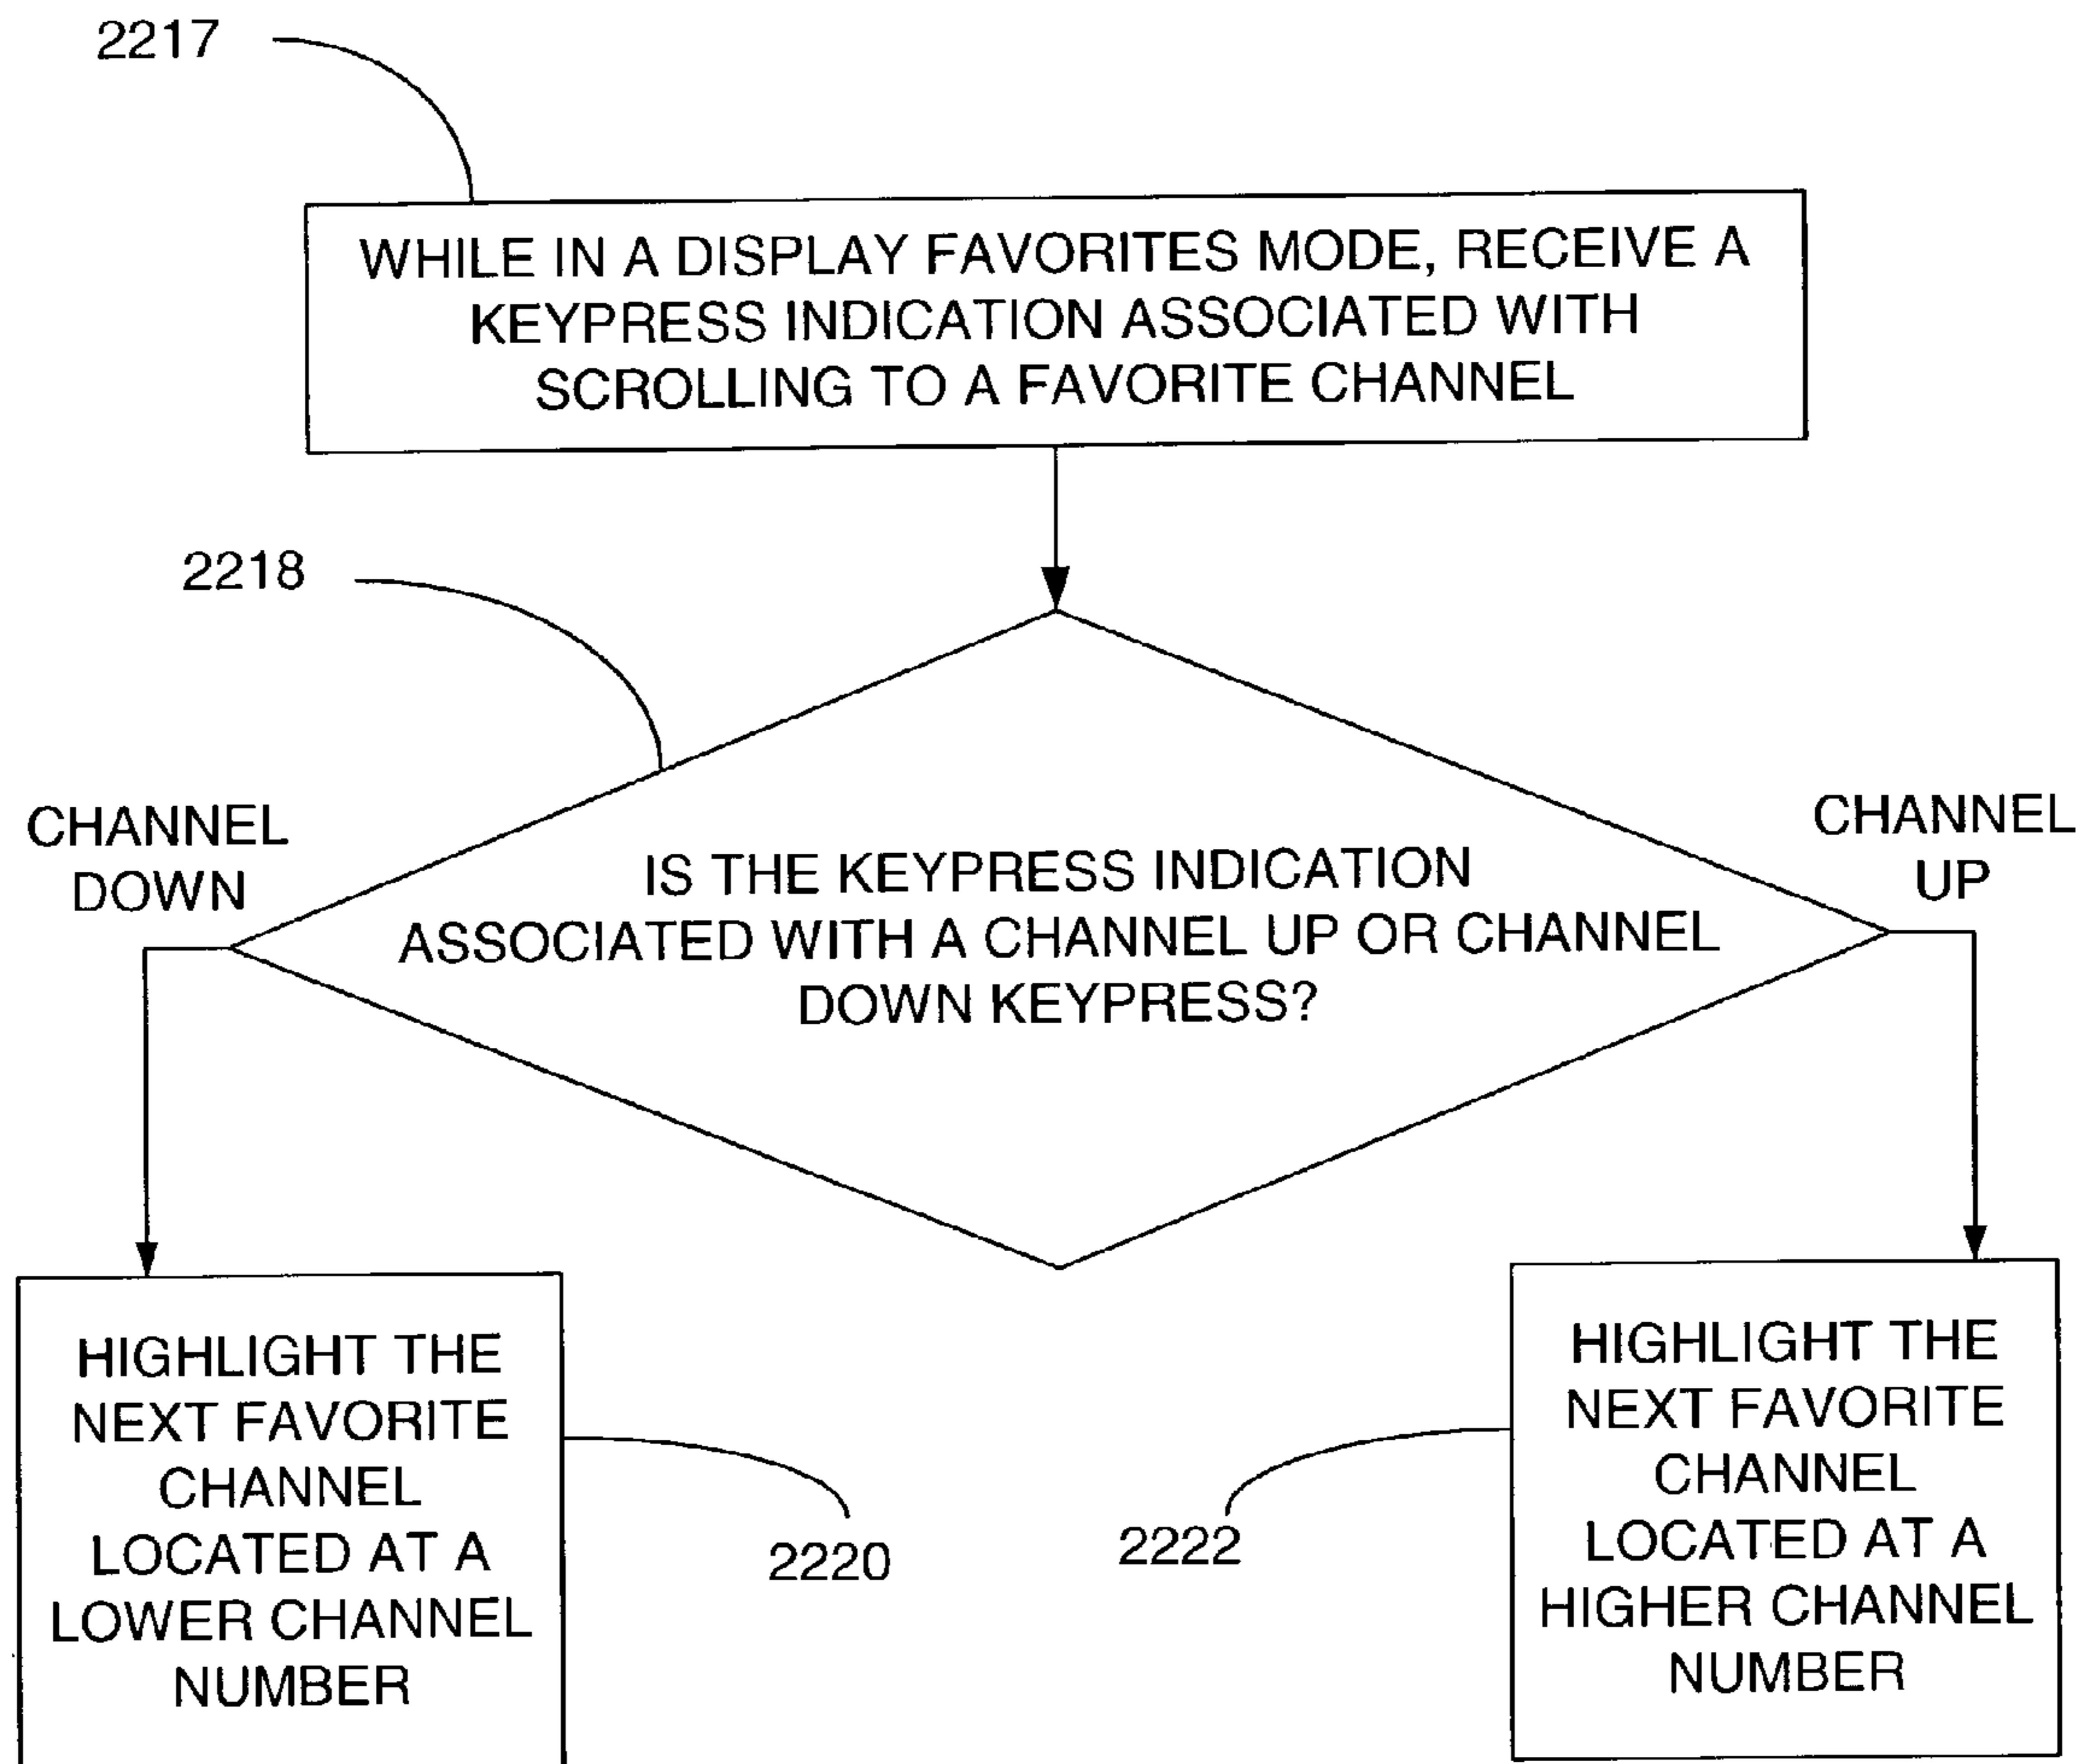 2217
WHILE IN A DISPLAY FAVORITES MODE, RECEIVE A
KEYPRESS INDICATION ASSOCIATED WITH
SCROLLING TO A FAVORITE CHANNEL
2218
CHANNEL
DOWN
IS THE KEYPRESS INDICATION
ASSOCIATED WITH A CHANNEL UP OR CHANNEL
DOWN KEYPRESS?
CHANNEL
UP
HIGHLIGHT THE
NEXT FAVORITE
CHANNEL
LOCATED AT A
LOWER CHANNEL
NUMBER
2220
2222
HIGHLIGHT THE
NEXT FAVORITE
CHANNEL
LOCATED AT A
HIGHER CHANNEL
NUMBER